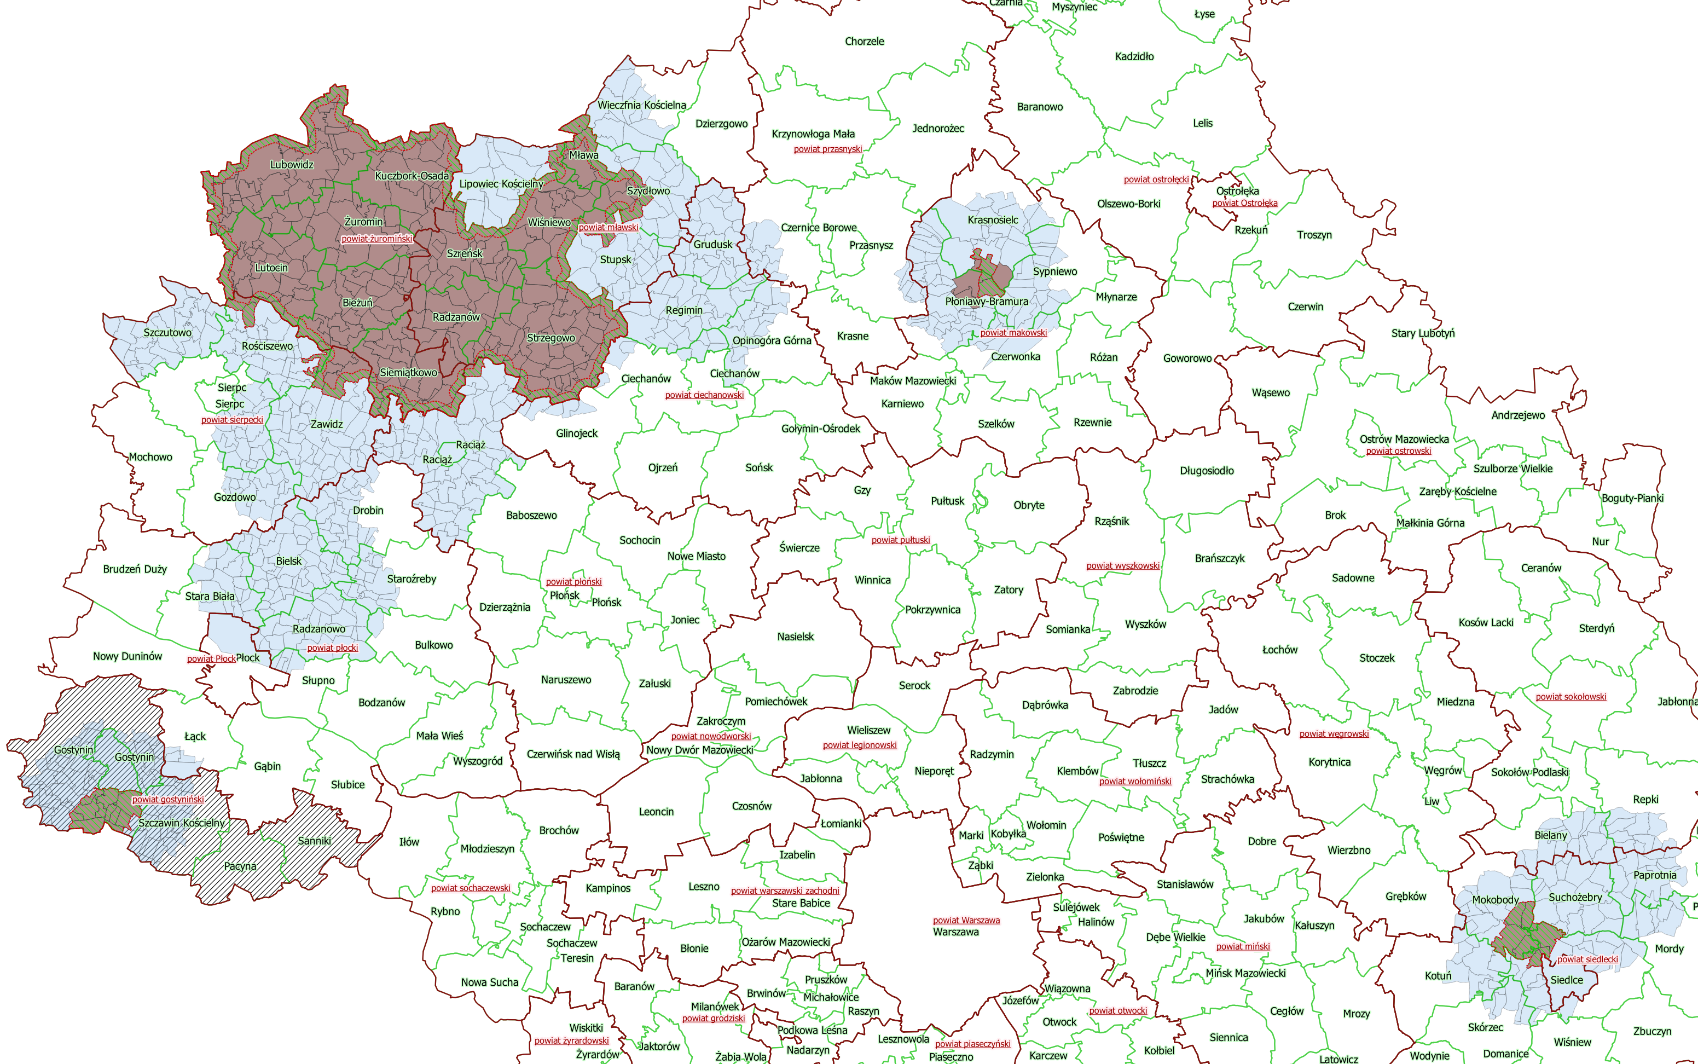 Czarnia
Myszyniec
Łyse
Chorzele
Kadzidło
Wieczfnia Kościelna
Baranowo
Dzierzgowo
Lelis
Krzynowłoga Mała
Jednorożec
powiat przasnyski
Mława
Lubowidz
Kuczbork-Osada
Lipowiec Kościelny
Szydłowo
powiat ostrołęcki
Ostrołęka
powiat Ostrołęka
Olszewo-Borki
Żuromin
Wiśniewo
powiat mławski
Krasnosielc
Czernice Borowe
Rzekuń
Troszyn
powiat żuromiński
Grudusk
Przasnysz
Szreńsk
Stupsk
Lutocin
Sypniewo
Bieżuń
Płoniawy-Bramura
Młynarze
Regimin
Czerwin
Radzanów
Szczutowo
Rościszewo
Strzegowo
Opinogóra Górna
Krasne
powiat makowski
Stary Lubotyń
Czerwonka
Różan
Goworowo
Siemiątkowo
Ciechanów
Ciechanów
Maków Mazowiecki
Sierpc
Sierpc
powiat sierpecki
powiat ciechanowski
Karniewo
Wąsewo
Zawidz
Glinojeck
Gołymin-Ośrodek
Szelków
Rzewnie
Andrzejewo
Raciąż
Raciąż
Ostrów Mazowiecka
powiat ostrowski
Mochowo
Ojrzeń
Sońsk
Długosiodło
Szulborze Wielkie
Gozdowo
Gzy
Pułtusk
Obryte
Zaręby Kościelne
Boguty-Pianki
Drobin
Baboszewo
Rząśnik
Brok
Małkinia Górna
Sochocin
powiat pułtuski
Nur
Świercze
Nowe Miasto
Bielsk
Brudzeń Duży
Staroźreby
powiat płoński
Płońsk
Płońsk
Winnica
Zatory
powiat wyszkowski
Brańszczyk
Sadowne
Ceranów
Stara Biała
Dzierzążnia
Joniec
Pokrzywnica
Radzanowo
powiat płocki
Bulkowo
Nasielsk
Somianka
Wyszków
Kosów Lacki
Sterdyń
Nowy Duninów
powiat Płock
Płock
Słupno
Łochów
Stoczek
Naruszewo
Załuski
Serock
Zabrodzie
powiat sokołowski
Bodzanów
Pomiechówek
Dąbrówka
Jadów
Miedzna
Jabłonna
Łąck
Mała Wieś
Zakroczym
powiat nowodworski
Nowy Dwór Mazowiecki
Wieliszew
powiat legionowski
powiat węgrowski
Gostynin
Gostynin
Gąbin
Wyszogród
Czerwińsk nad Wisłą
Radzymin
Tłuszcz
Klembów
powiat wołomiński
Strachówka
Korytnica
Węgrów
Sokołów Podlaski
Słubice
Jabłonna
Nieporęt
Liw
Repki
powiat gostyniński
Leoncin
Czosnów
Łomianki
Szczawin Kościelny
Brochów
Marki
Kobyłka
Wołomin
Poświętne
Dobre
Bielany
Sanniki
Iłów
Młodzieszyn
Izabelin
Wierzbno
Pacyna
Ząbki
Zielonka
Stanisławów
Paprotnia
powiat sochaczewski
Kampinos
Leszno
powiat warszawski zachodni
Stare Babice
Grębków
Mokobody
Suchożebry
Rybno
Sulejówek
Halinów
Jakubów
Kałuszyn
powiat Warszawa
Warszawa
Sochaczew
Sochaczew
Teresin
Błonie
Ożarów Mazowiecki
Dębe Wielkie
powiat miński
Mordy
powiat siedlecki
Nowa Sucha
Baranów
Pruszków
Brwinów
Michałowice
Raszyn
Mińsk Mazowiecki
Kotuń
Siedlce
Milanówek
powiat grodziski
Józefów
Wiązowna
powiat otwocki
Otwock
Cegłów
Mrozy
Wiskitki
powiat żyrardowski
Żyrardów
Jaktorów
Żabia Wola
Podkowa Leśna
Nadarzyn
Lesznowola
powiat piaseczyński
Piaseczno
Karczew
Kołbiel
Siennica
Latowicz
Skórzec
Wodynie
Domanice
Wiśniew
Zbuczyn